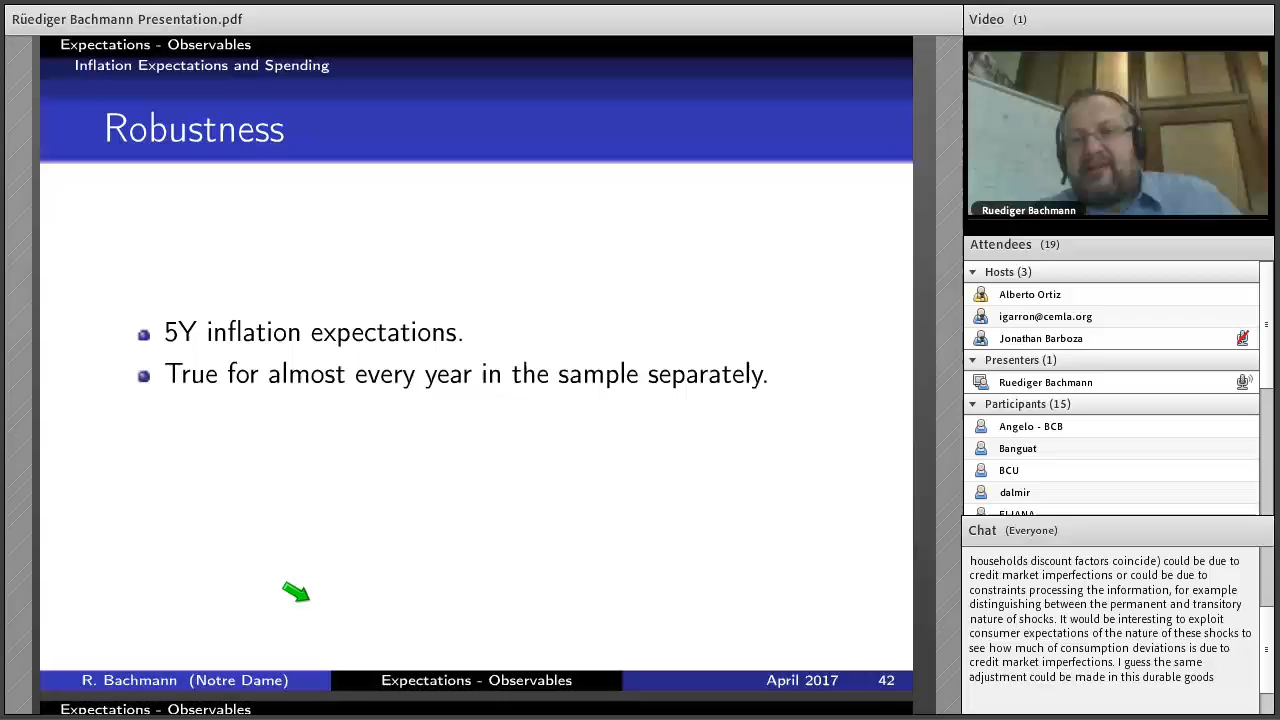 Rüediger Bachmann Presentation.pdf
Expectations - Observables
Inflation Expectations and Spending
Robustness
5Y inflation expectations.
True for almost every year in the sample separately.
R. Bachmann (Notre Dame)
Expectations - Observables
April 2017
42
Expectations - Observables
Video (1)
Ruediger Bachmann
Attendees (19)
Hosts (3)
Alberto Ortiz
igarron@cemla.org
Jonathan Barboza
Presenters (1)
Ruediger Bachmann
Participants (15)
Angelo - BCB
Banguat
BCU
dalmir
ELIANA
Chat (Everyone)
households discount factors coincide) could be due to
credit market imperfections or could be due to
constraints processing the information, for example
distinguishing between the permanent and transitory
nature of shocks. It would be interesting to exploit
consumer expectations of the nature of these shocks to
see how much of consumption deviations is due to
credit market imperfections. I guess the same
adjustment could be made in this durable goods